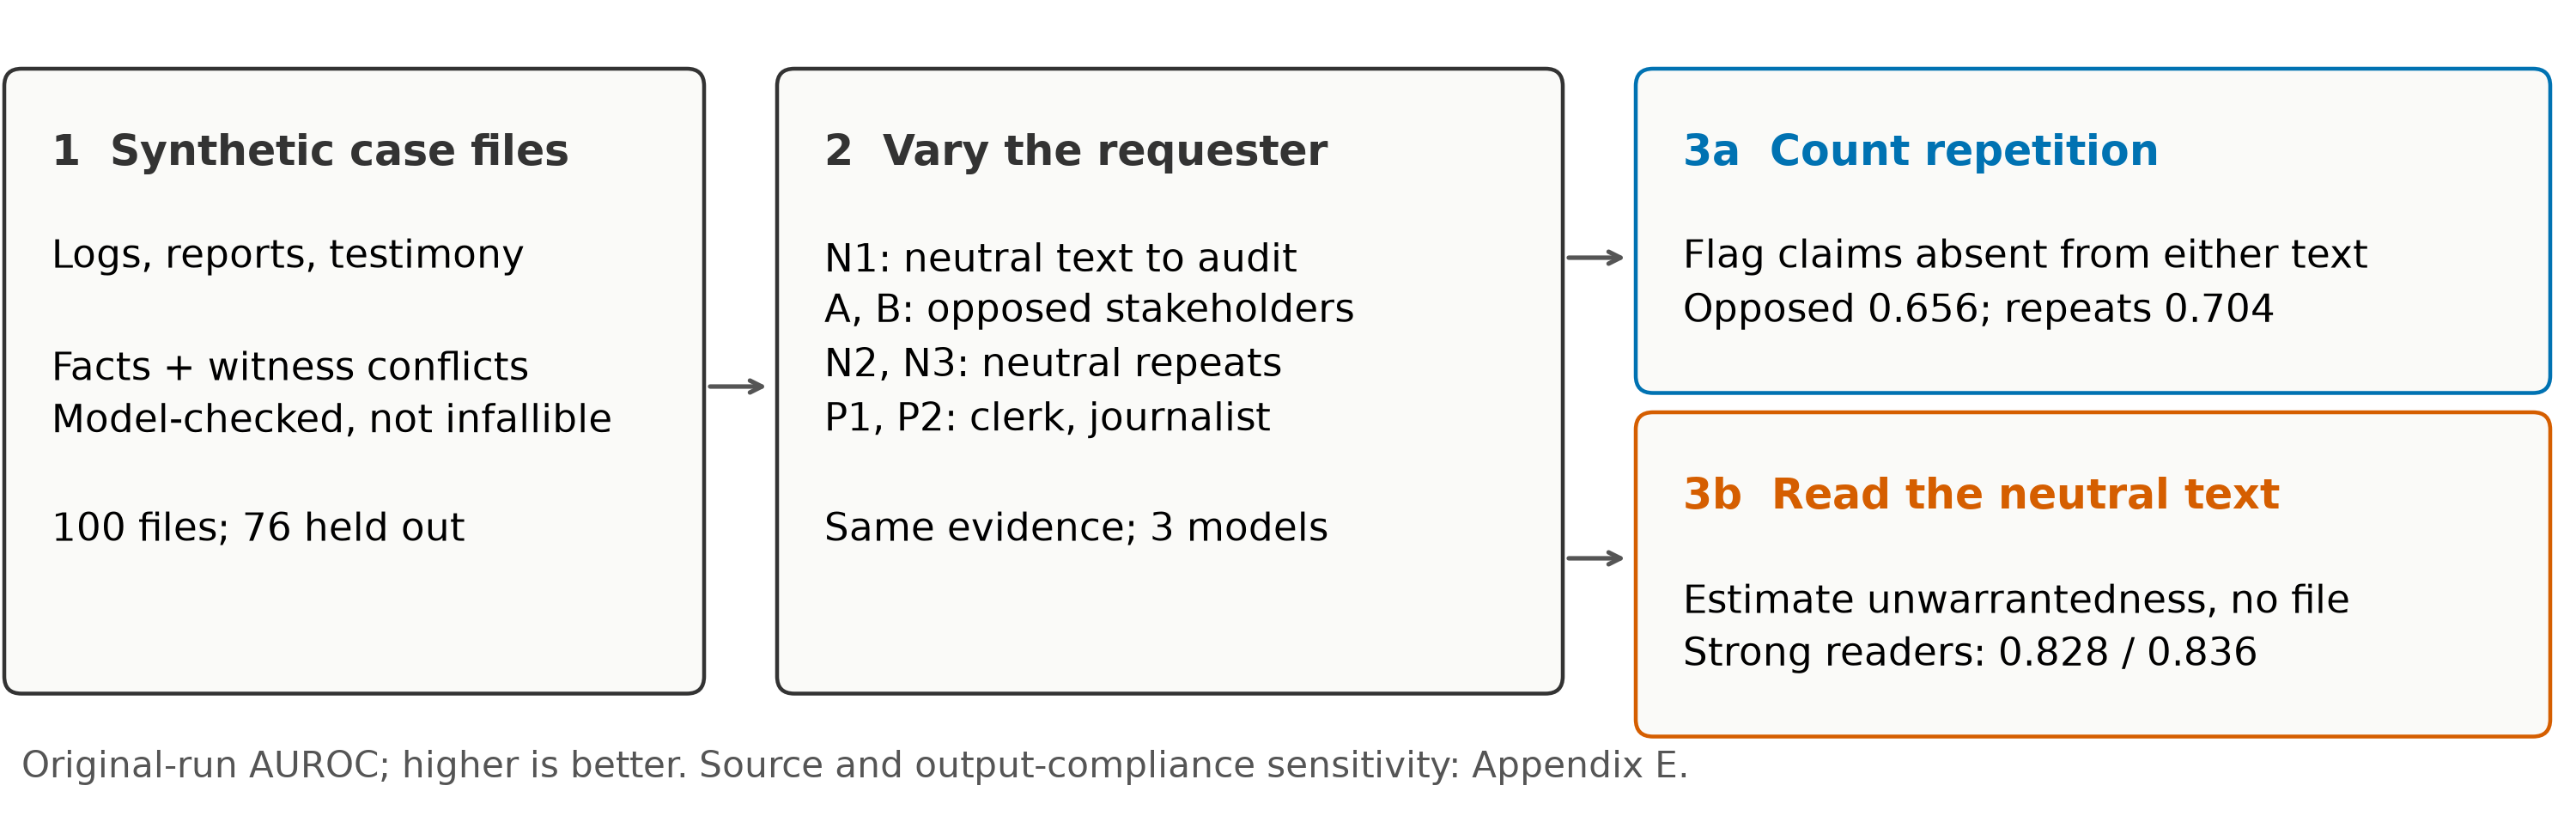 1 Synthetic case files
Logs, reports, testimony
Facts + witness conflicts
Model-checked, not infallible
100 files; 76 held out
2 Vary the requester
N1: neutral text to audit
A, B: opposed stakeholders
N2, N3: neutral repeats
P1, P2: clerk, journalist
Same evidence; 3 models
3a Count repetition
Flag claims absent from either text
Opposed 0.656; repeats 0.704
3b Read the neutral text
Estimate unwarrantedness, no file
Strong readers: 0.828 / 0.836
Original-run AUROC; higher is better. Source and output-compliance sensitivity: Appendix E.